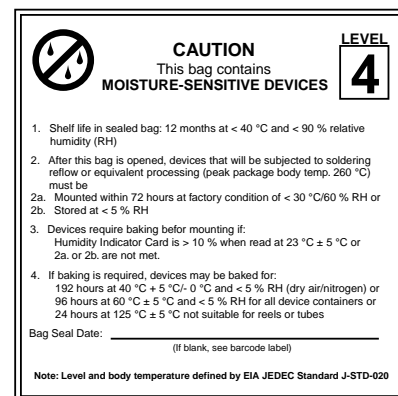 CAUTION
This bag contains
MOISTURE-SENSITIVE DEVICES
LEVEL
4
1. Shelf life in sealed bag: 12 months at < 40 °C and < 90 % relative
humidity (RH)
2. After this bag is opened, devices that will be subjected to soldering
reflow or equivalent processing (peak package body temp. 260 °C)
must be
2a. Mounted within 72 hours at factory condition of < 30 °C/60 % RH or
2b. Stored at < 5 % RH
3. Devices require baking befor mounting if:
Humidity Indicator Card is > 10 % when read at 23 °C ± 5 °C or
2a. or 2b. are not met.
4. If baking is required, devices may be baked for:
192 hours at 40 °C + 5 °C/- 0 °C and < 5 % RH (dry air/nitrogen) or
96 hours at 60 °C ± 5 °C and < 5 % RH for all device containers or
24 hours at 125 °C ± 5 °C not suitable for reels or tubes
Bag Seal Date:
(If blank, see barcode label)
Note: Level and body temperature defined by EIA JEDEC Standard J-STD-020